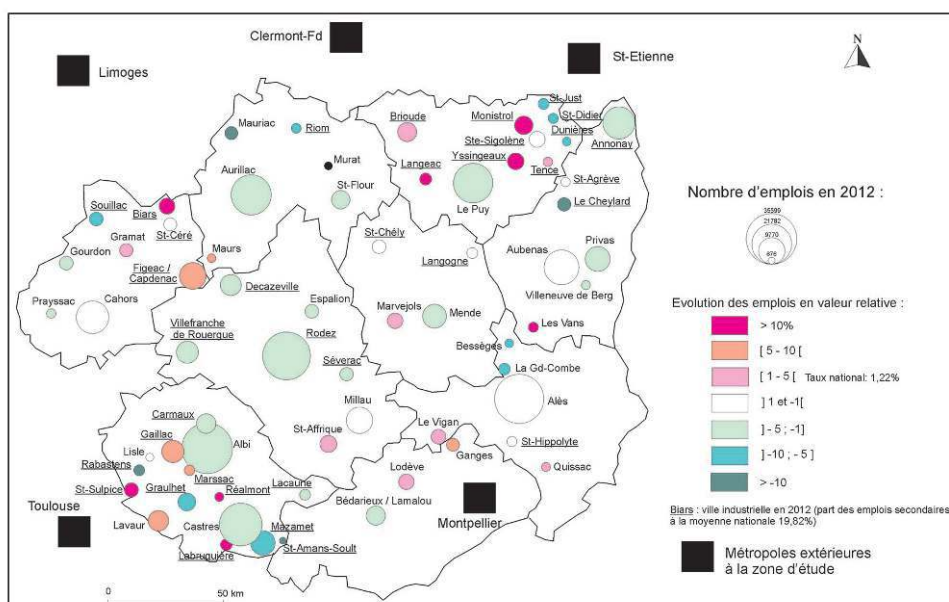 Clermont-Fd
Limoges
St-Etienne
N
Mauriac
Riom
Murat
Aurillac
St-Flour
Brioude
Langeac
Monistrol
Ste-Sigolène
Yssingeaux
Le Puy
St-Just
St-Didier
Dunières
Tence
Annonay
St-Agrève
Le Cheylard
Aubenas
Privas
Villeneuve de Berg
Les Vans
Souillac
Biars
St-Céré
Gramat
Gourdon
Maurs
Figeac /
Capdenac
Prayssac
Cahors
Decazeville
Espalion
Villefranche
de Rouergue
Rodez
Séverac
Millau
St-Affrique
St-Chély
Langogne
Marvejols
Mende
Bessèges
La Gd-Combe
Alès
St-Hippolyte
Le Vigan
Ganges
Quissac
Carmaux
Gaillac
Albi
Lisle
Rabastens
Marssac
St-Sulpice
Graulhet
Réalmont
Lacaune
Toulouse
Lavaur
Castres
Mazamet
St-Amans-Soult
Labruguière
Lodève
Bédarieux / Lamalou
Montpellier
0
50 km
Nombre d'emplois en 2012 :
35599
21782
9770
876
Evolution des emplois en valeur relative :
> 10%
[ 5 - 10 [
[ 1 - 5 [ Taux national: 1,22%
] 1 et -1[
] - 5 ; -1]
] -10 ; - 5 ]
> -10
Biars : ville industrielle en 2012 (part des emplois secondaires
à la moyenne nationale 19,82%)
Métropoles extérieures
à la zone d'étude